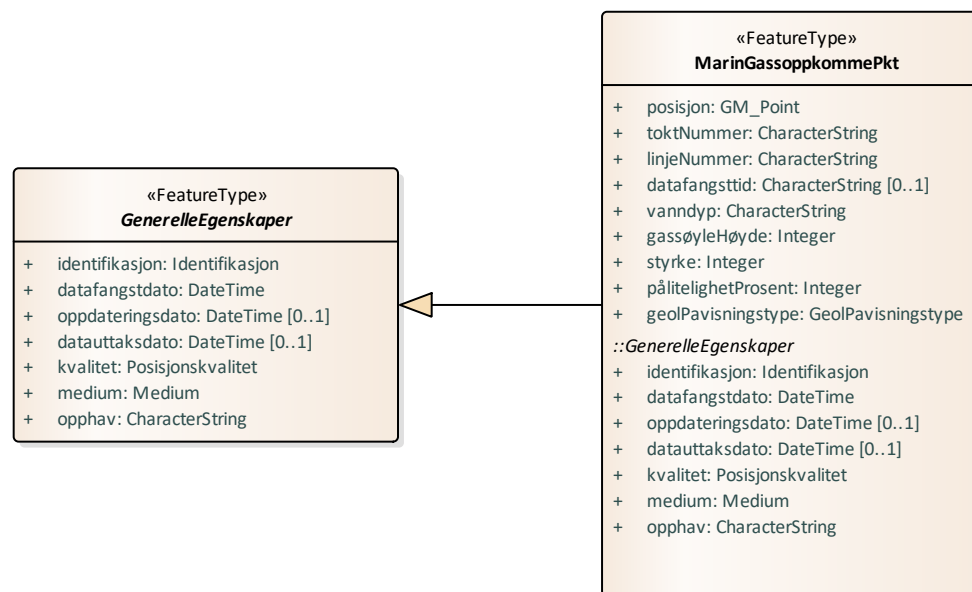 «FeatureType»
GenerelleEgenskaper
+ identifikasjon: Identifikasjon
+ datafangstdato: DateTime
+ oppdateringsdato: DateTime [0..1]
+ datauttaksdato: DateTime [0..1]
+ kvalitet: Posisjonskvalitet
+ medium: Medium
+ opphav: CharacterString
«FeatureType»
MarinGassoppkommePkt
+ posisjon: GM_Point
+ toktNummer: CharacterString
+ linjeNummer: CharacterString
+ datafangsttid: CharacterString [0..1]
+ vanndyp: CharacterString
+ gassøyleHøyde: Integer
+ styrke: Integer
+ pålitelighetProsent: Integer
+ geolPavisningstype: GeolPavisningstype
::GenerelleEgenskaper
+ identifikasjon: Identifikasjon
+ datafangstdato: DateTime
+ oppdateringsdato: DateTime [0..1]
+ datauttaksdato: DateTime [0..1]
+ kvalitet: Posisjonskvalitet
+ medium: Medium
+ opphav: CharacterString